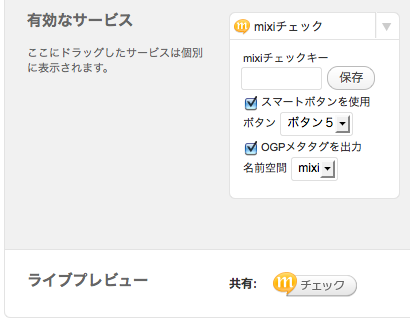 有効なサービス
ここにドラッグしたサービスは個別
に表示されます。
mixiチェック
mixiチェックキー
保存
スマートボタンを使用
ボタン ボタン５
OGPメタタグを出力
名前空間 mixi
ライブプレビュー
共有: m チェック